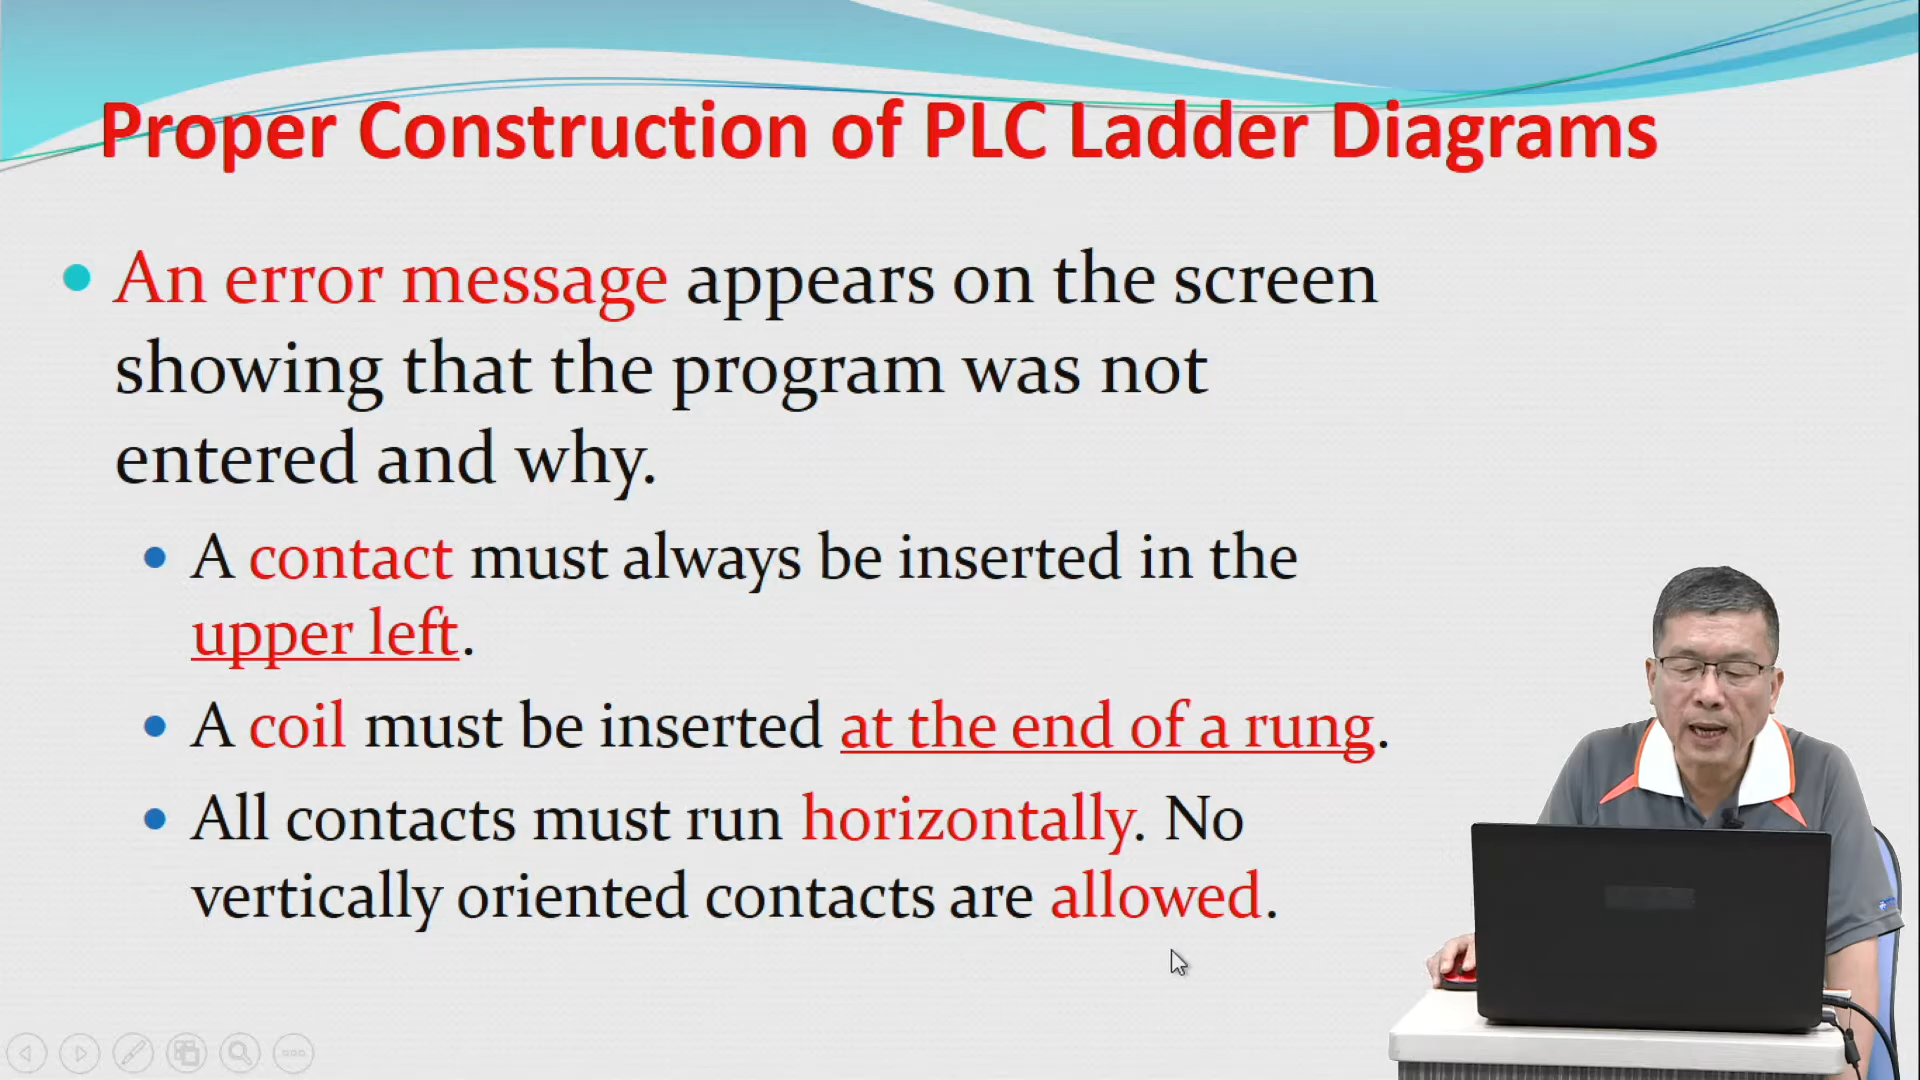 Proper Construction of PLC Ladder Diagrams
An error message appears on the screen
showing that the program was not
entered and why.
A contact must always be inserted in the
upper left.
A coil must be inserted at the end of a rung.
All contacts must run horizontally. No
vertically oriented contacts are allowed.